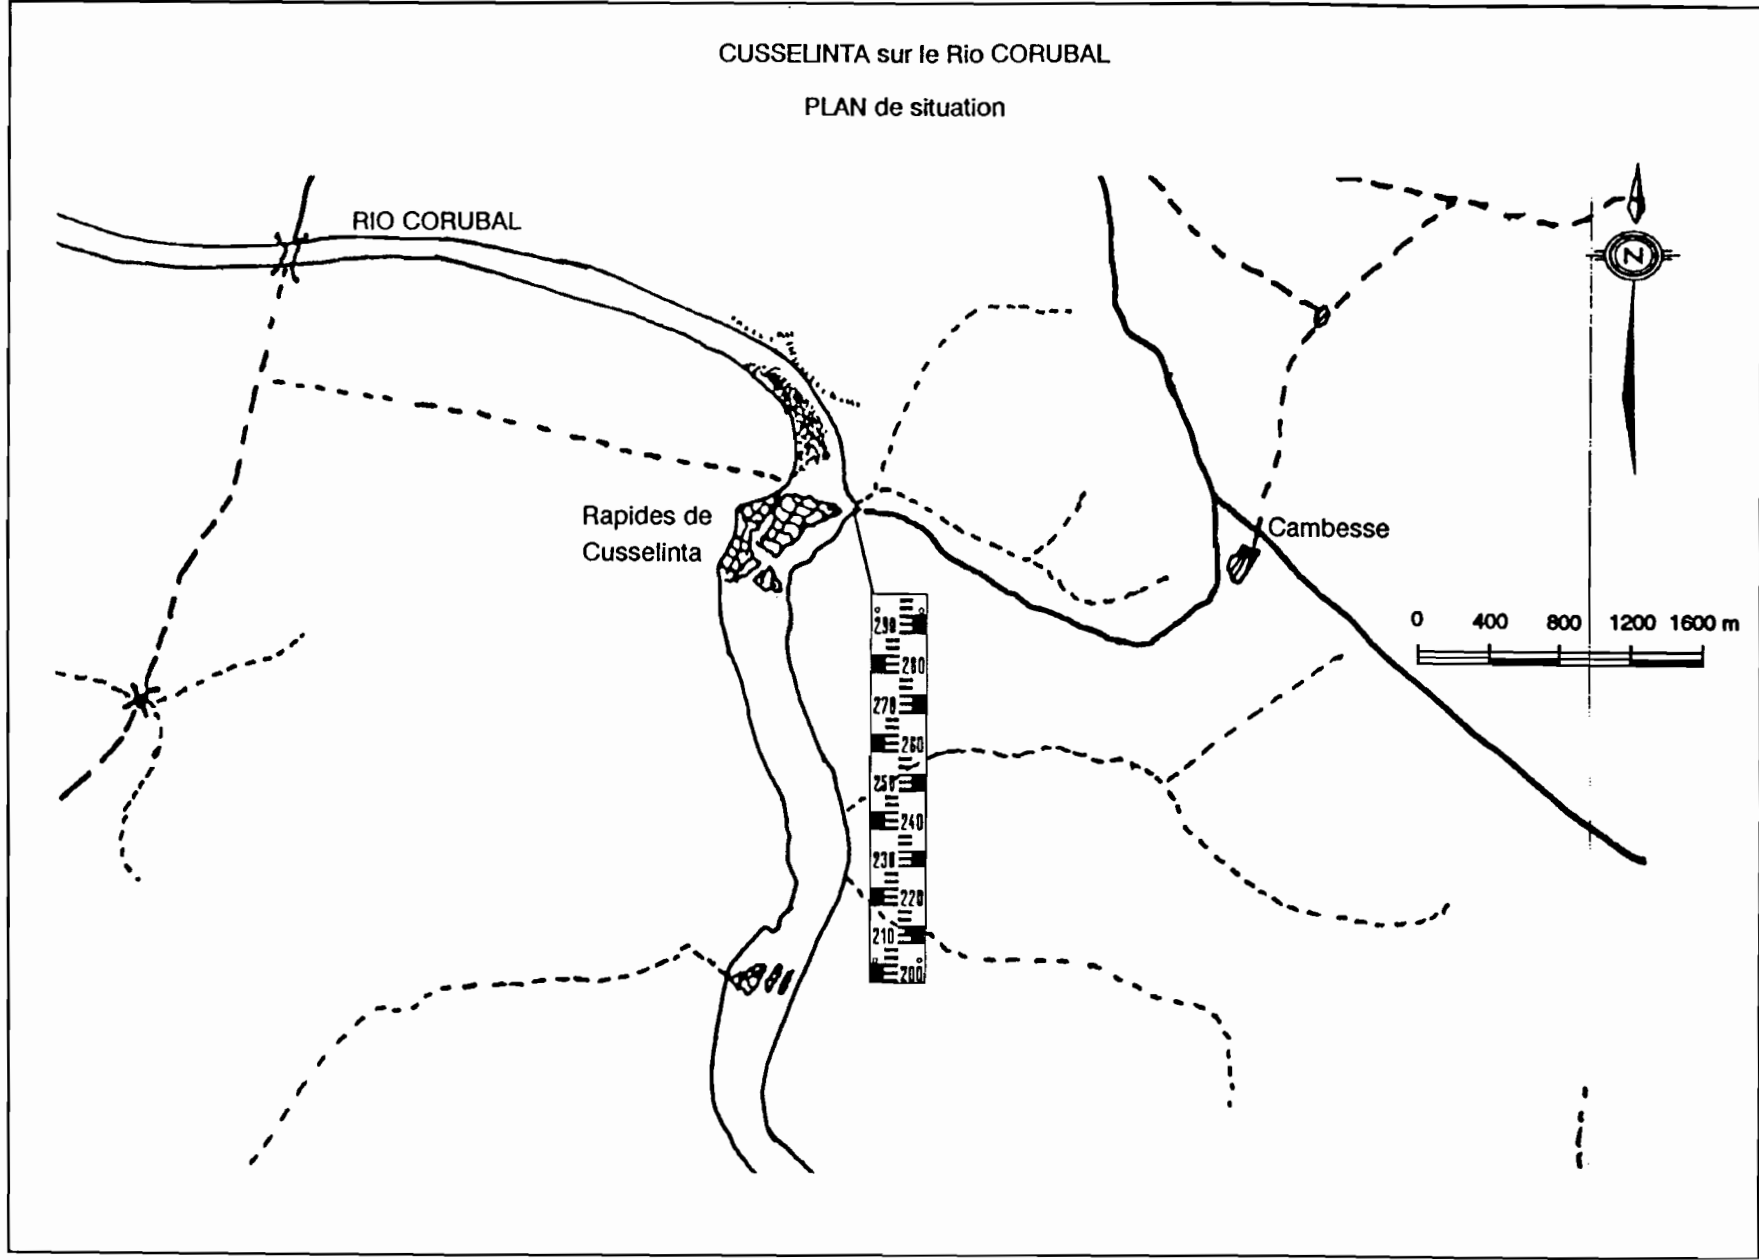 CUSSELINTA sur le Rio CORUBAL
PLAN de situation
RIO CORUBAL
N
Rapides de
Cusselinta
Cambesse
0 400 800 1200 1600 m
290
280
270
260
250
240
230
220
210
200